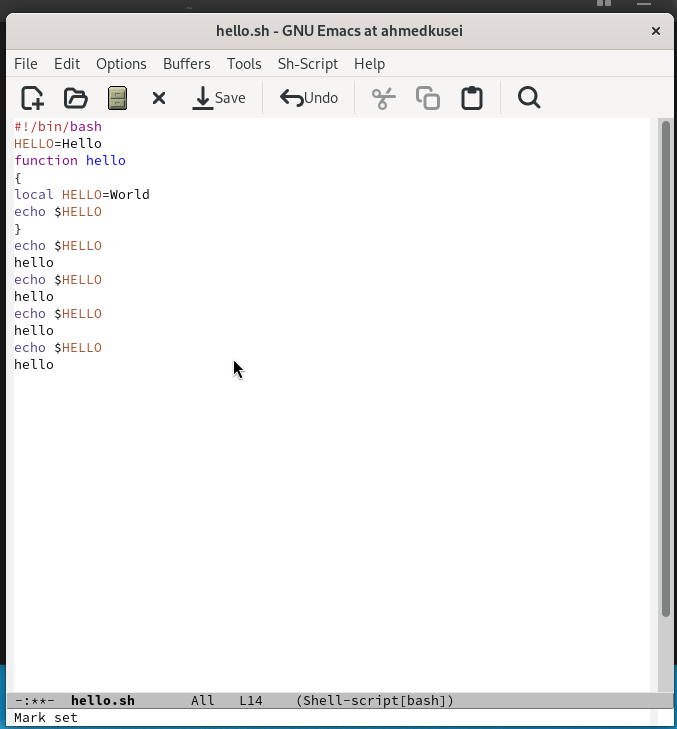 hello.sh - GNU Emacs at ahmedkusei
File Edit Options Buffers Tools Sh-Script Help
Save Undo
#!/bin/bash
HELLO=Hello
function hello
{
local HELLO=World
echo $HELLO
}
echo $HELLO
hello
echo $HELLO
hello
echo $HELLO
hello
echo $HELLO
hello
-:**- hello.sh All L14 (Shell-script[bash])
Mark set